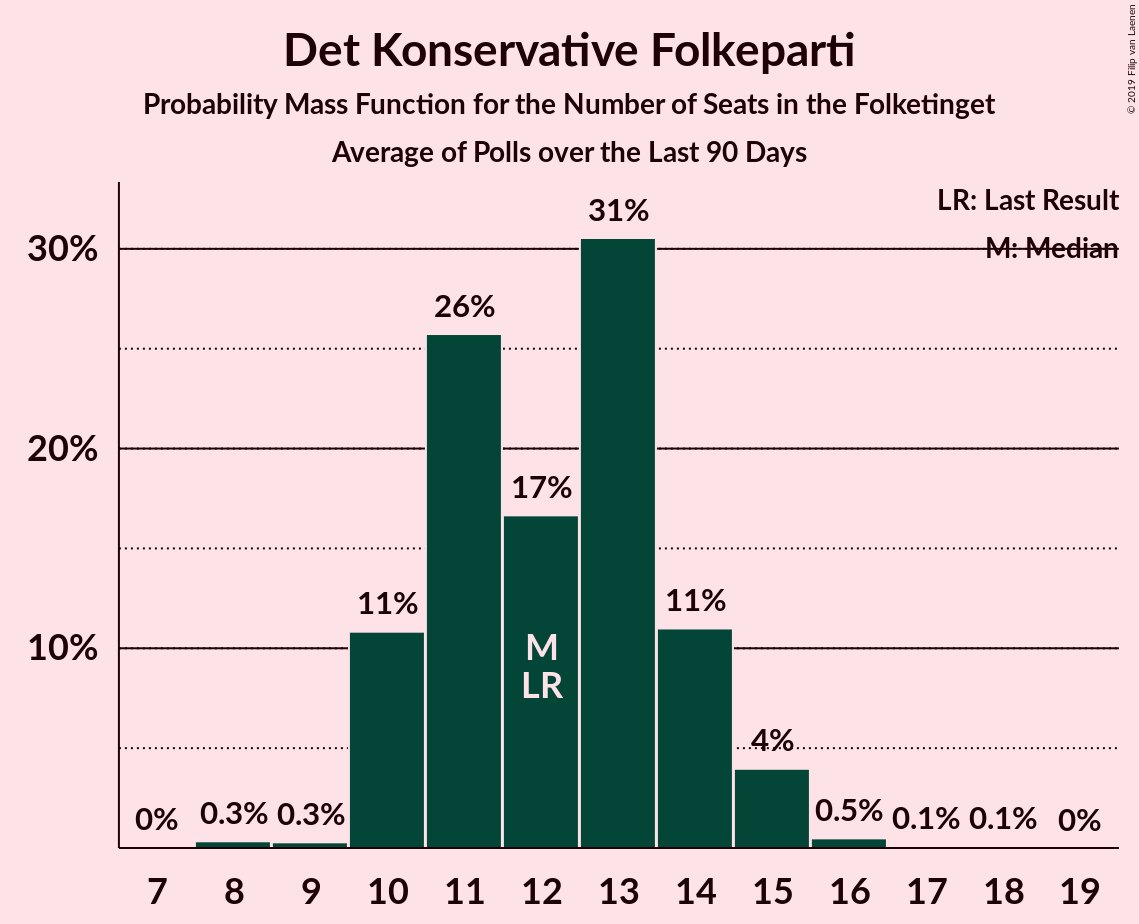 Det Konservative Folkeparti
Probability Mass Function for the Number of Seats in the Folketinget
Average of Polls over the Last 90 Days
© 2019 Filip van Laenen
LR: Last Result
M: Median
30%
20%
10%
0%
0.3%
0.3%
11%
26%
17%
31%
11%
4%
0.5%
0.1%
0.1%
0%
M
LR
7 8 9 10 11 12 13 14 15 16 17 18 19